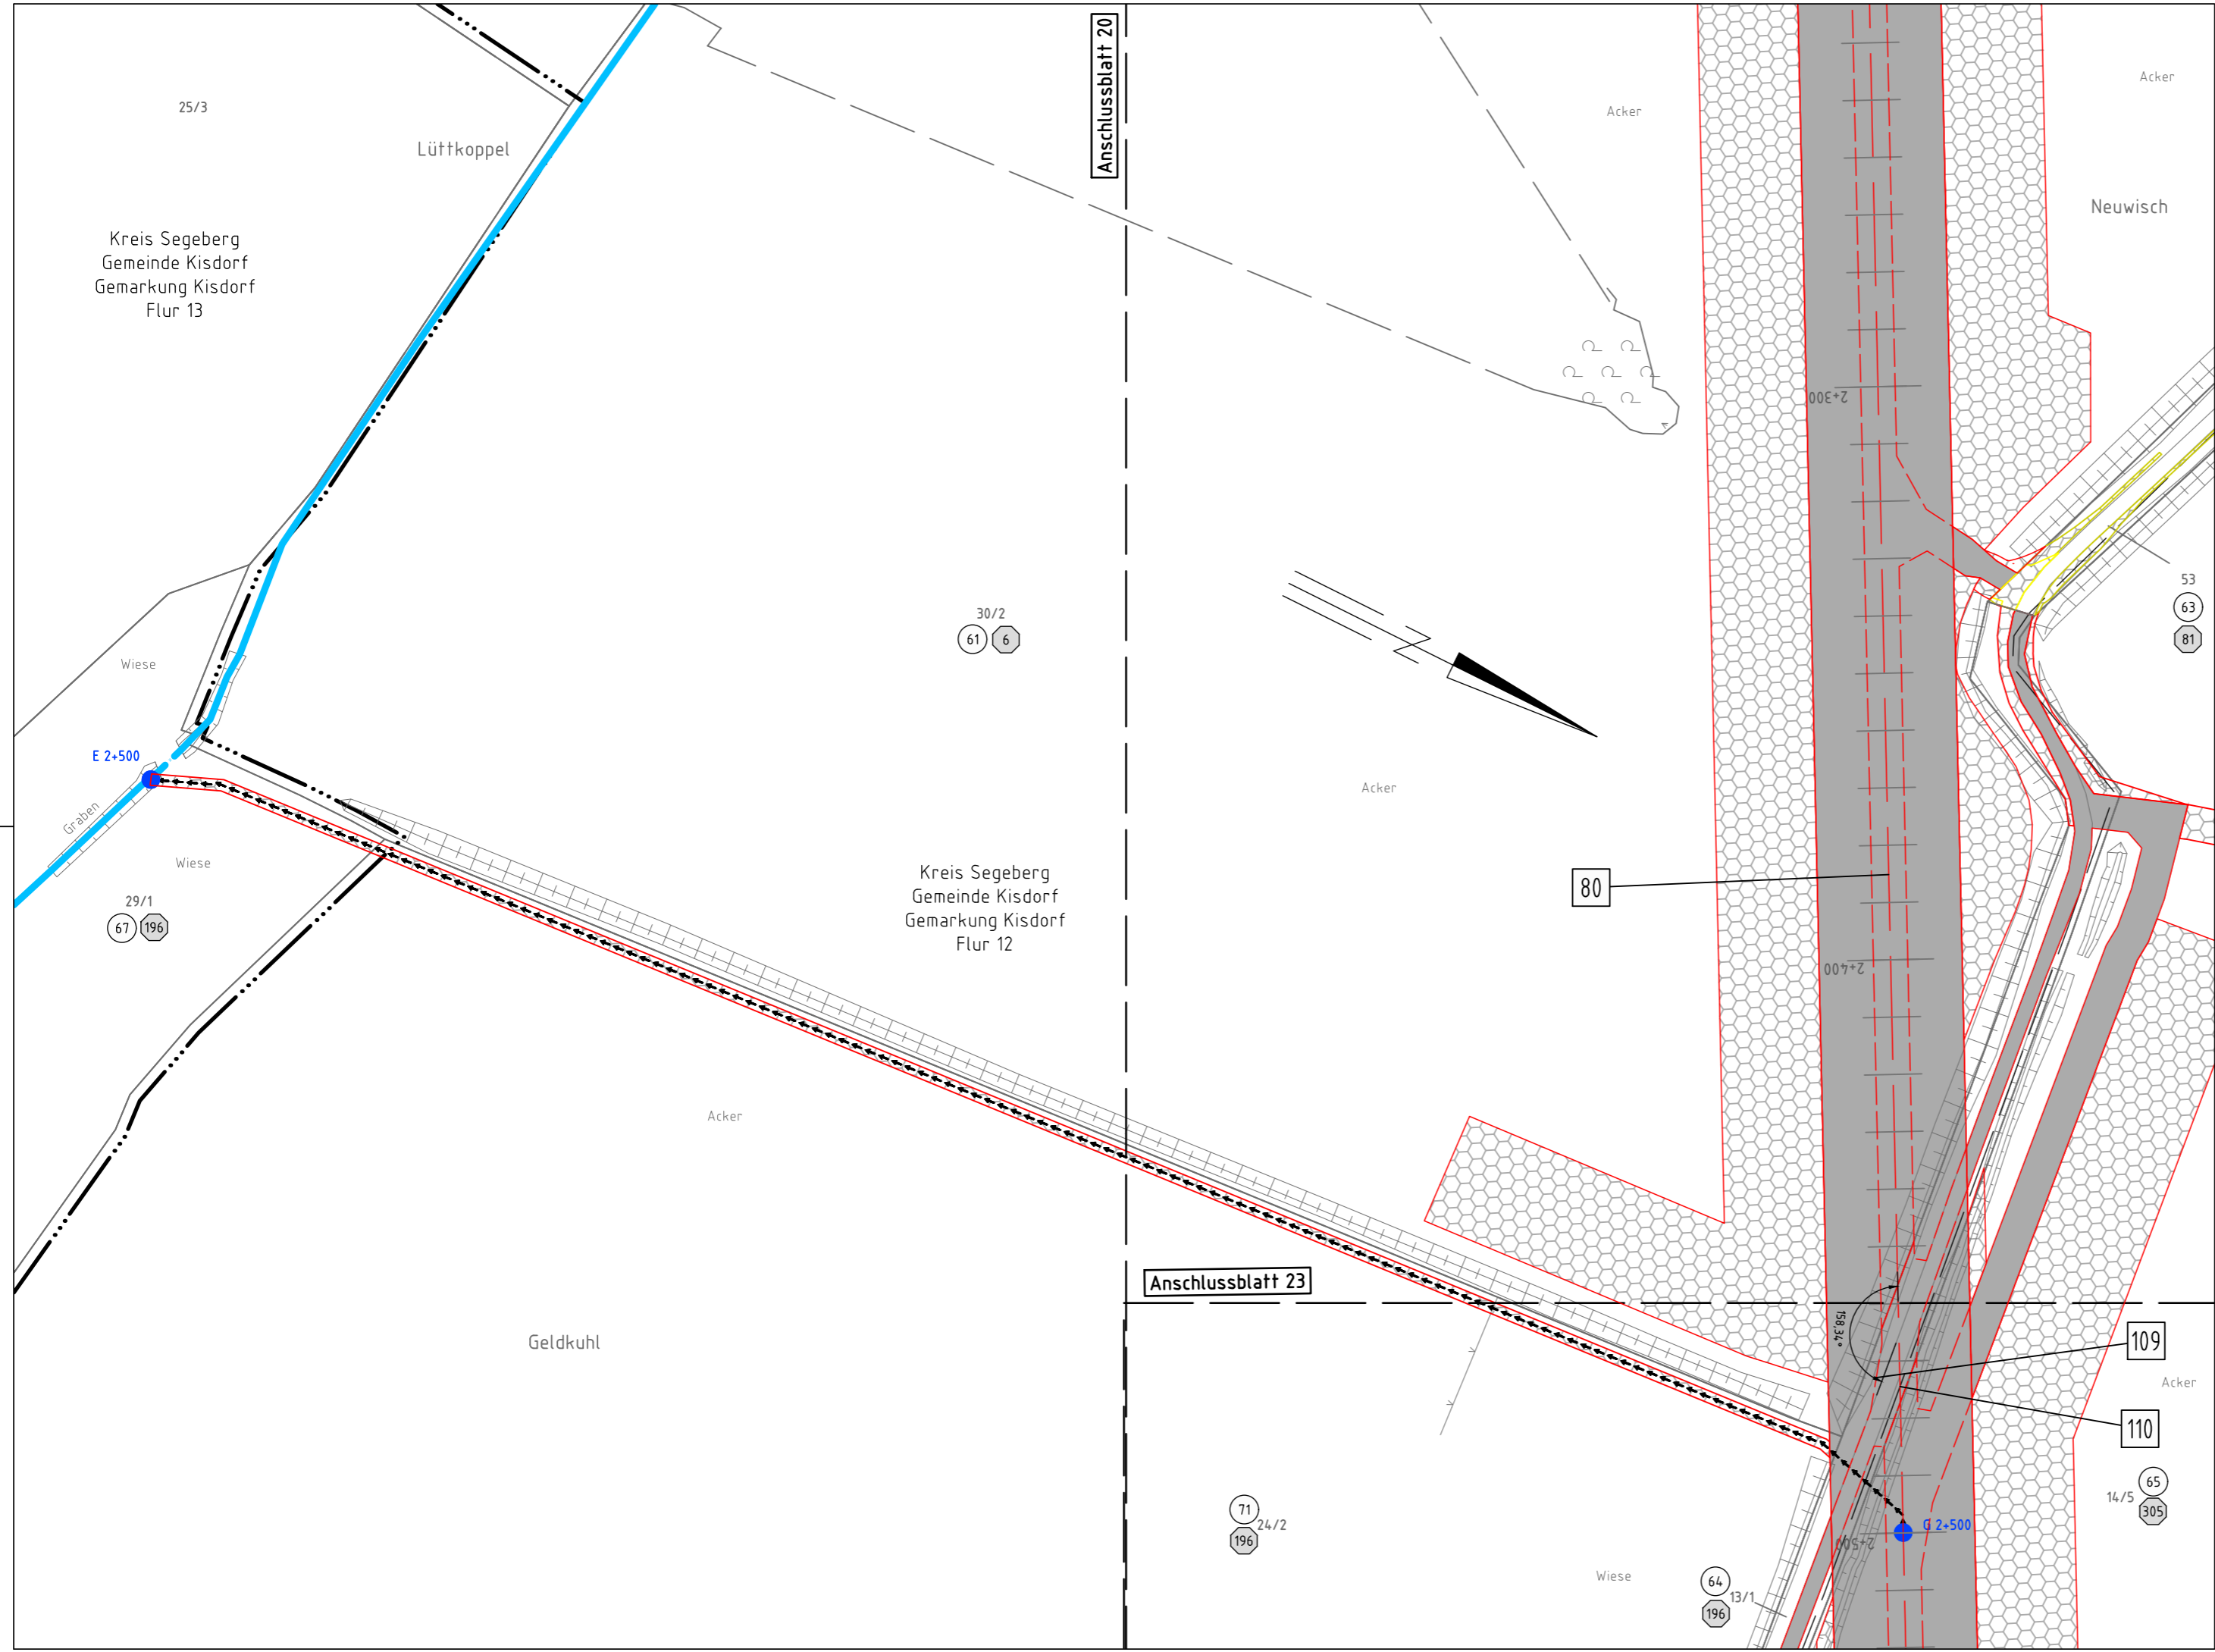 25/3
Lüttkoppel
Kreis Segeberg
Gemeinde Kisdorf
Gemarkung Kisdorf
Flur 13
Anschlussblatt 20
Acker
Acker
Neuwisch
2+300
53
63
81
30/2
61 6
Wiese
E 2+500
Graben
Wiese
29/1
67 196
Acker
Kreis Segeberg
Gemeinde Kisdorf
Gemarkung Kisdorf
Flur 12
80
2+400
Acker
Anschlussblatt 23
Geldkuhl
158,34°
109
Acker
110
65
14/5
305
71
24/2
196
G 2+500
2+500
Wiese
64
13/1
196